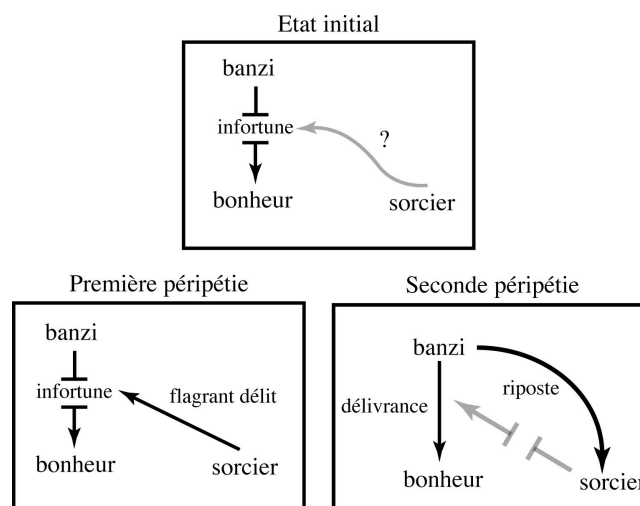 Etat initial
banzi
infortune
?
bonheur
sorcier
Première péripétie
banzi
infortune
flagrant délit
bonheur
sorcier
Seconde péripétie
banzi
riposte
délivrance
bonheur
sorcier